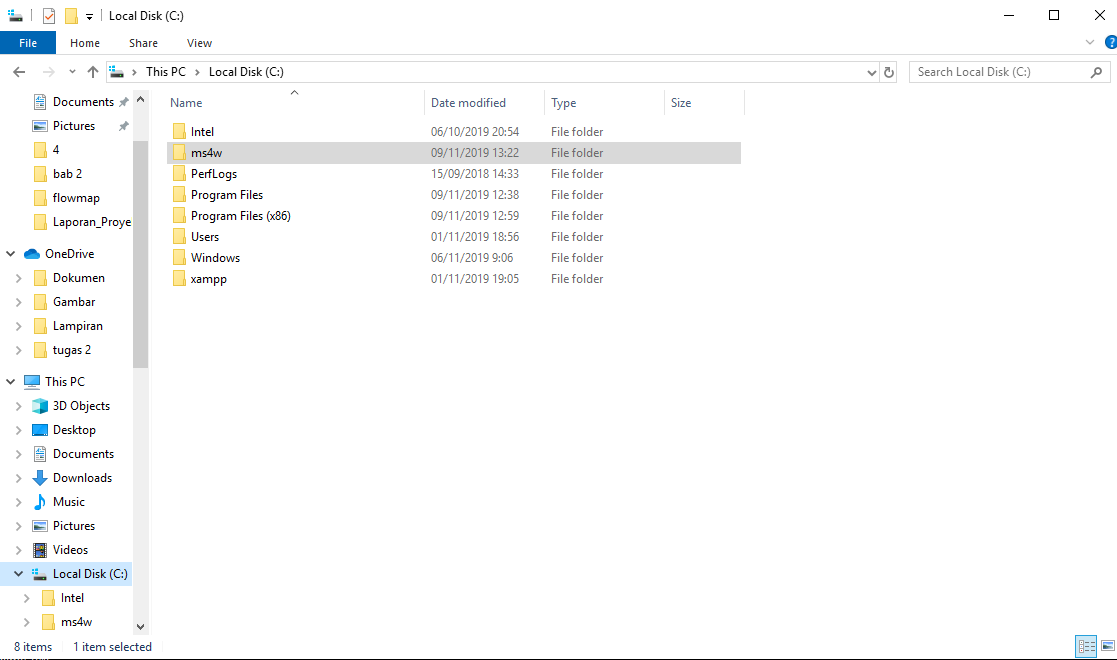 Local Disk (C:)
File Home Share View
This PC > Local Disk (C:)
Search Local Disk (C:)
Name Date modified Type Size
Documents
Pictures
4
bab 2
flowmap
Laporan_Proye
OneDrive
Dokumen
Gambar
Lampiran
tugas 2
This PC
3D Objects
Desktop
Documents
Downloads
Music
Pictures
Videos
Local Disk (C:)
Intel
ms4w
Intel 06/10/2019 20:54 File folder
ms4w 09/11/2019 13:22 File folder
PerfLogs 15/09/2018 14:33 File folder
Program Files 09/11/2019 12:38 File folder
Program Files (x86) 09/11/2019 12:59 File folder
Users 01/11/2019 18:56 File folder
Windows 06/11/2019 9:06 File folder
xampp 01/11/2019 19:05 File folder
8 items 1 item selected